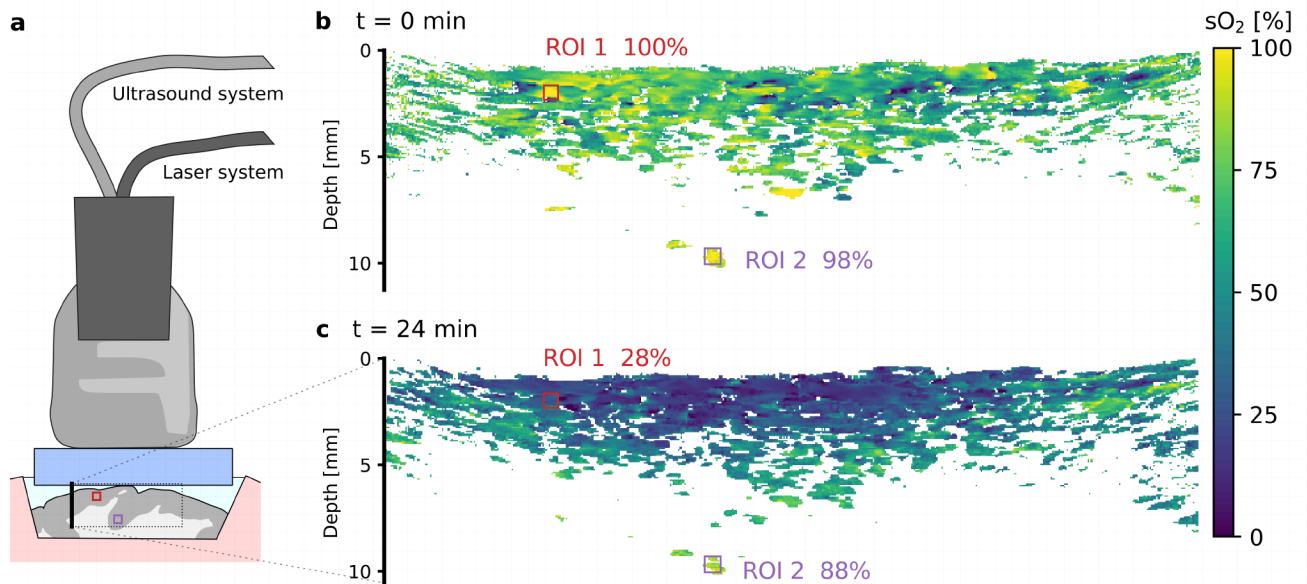 a
Ultrasound system
Laser system
b t = 0 min
ROI 1 100%
0
5
10
Depth [mm]
ROI 2 98%
c t = 24 min
ROI 1 28%
0
5
10
Depth [mm]
ROI 2 88%
sO₂ [%]
100
75
50
25
0